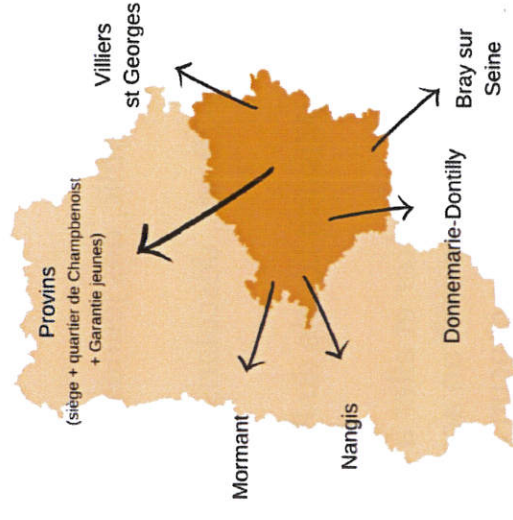 Provins
(siège + quartier de Champbenoist
+ Garantie jeunes)
Villiers
st Georges
Mormant
Nangis
Donnemarie-Dontilly
Bray sur
Seine